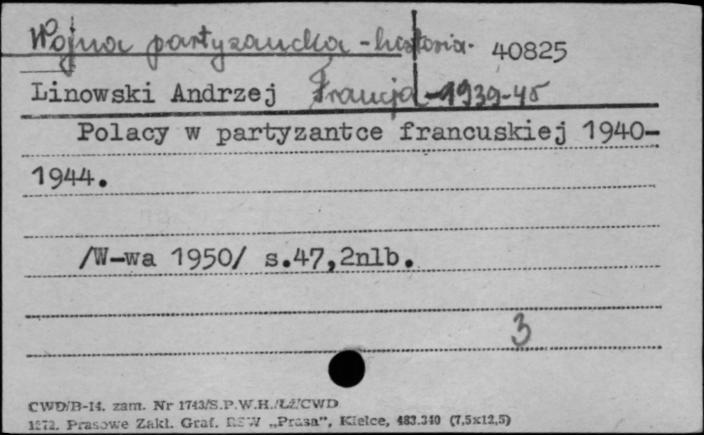 Wojna partyzancka - historia. 40825
Linowski Andrzej Francja - 1939-45
Polacy w partyzantce francuskiej 1940-
1944.
/W-wa 1950/ s.47,2nlb.
3
CWD/B-14. zam. Nr 1743/S.P.W.H./ŁŻ/CWD
1272. Prasowe Zakł. Graf. RSW „Prasa”, Kielce, 483.340 (7,5x12,5)